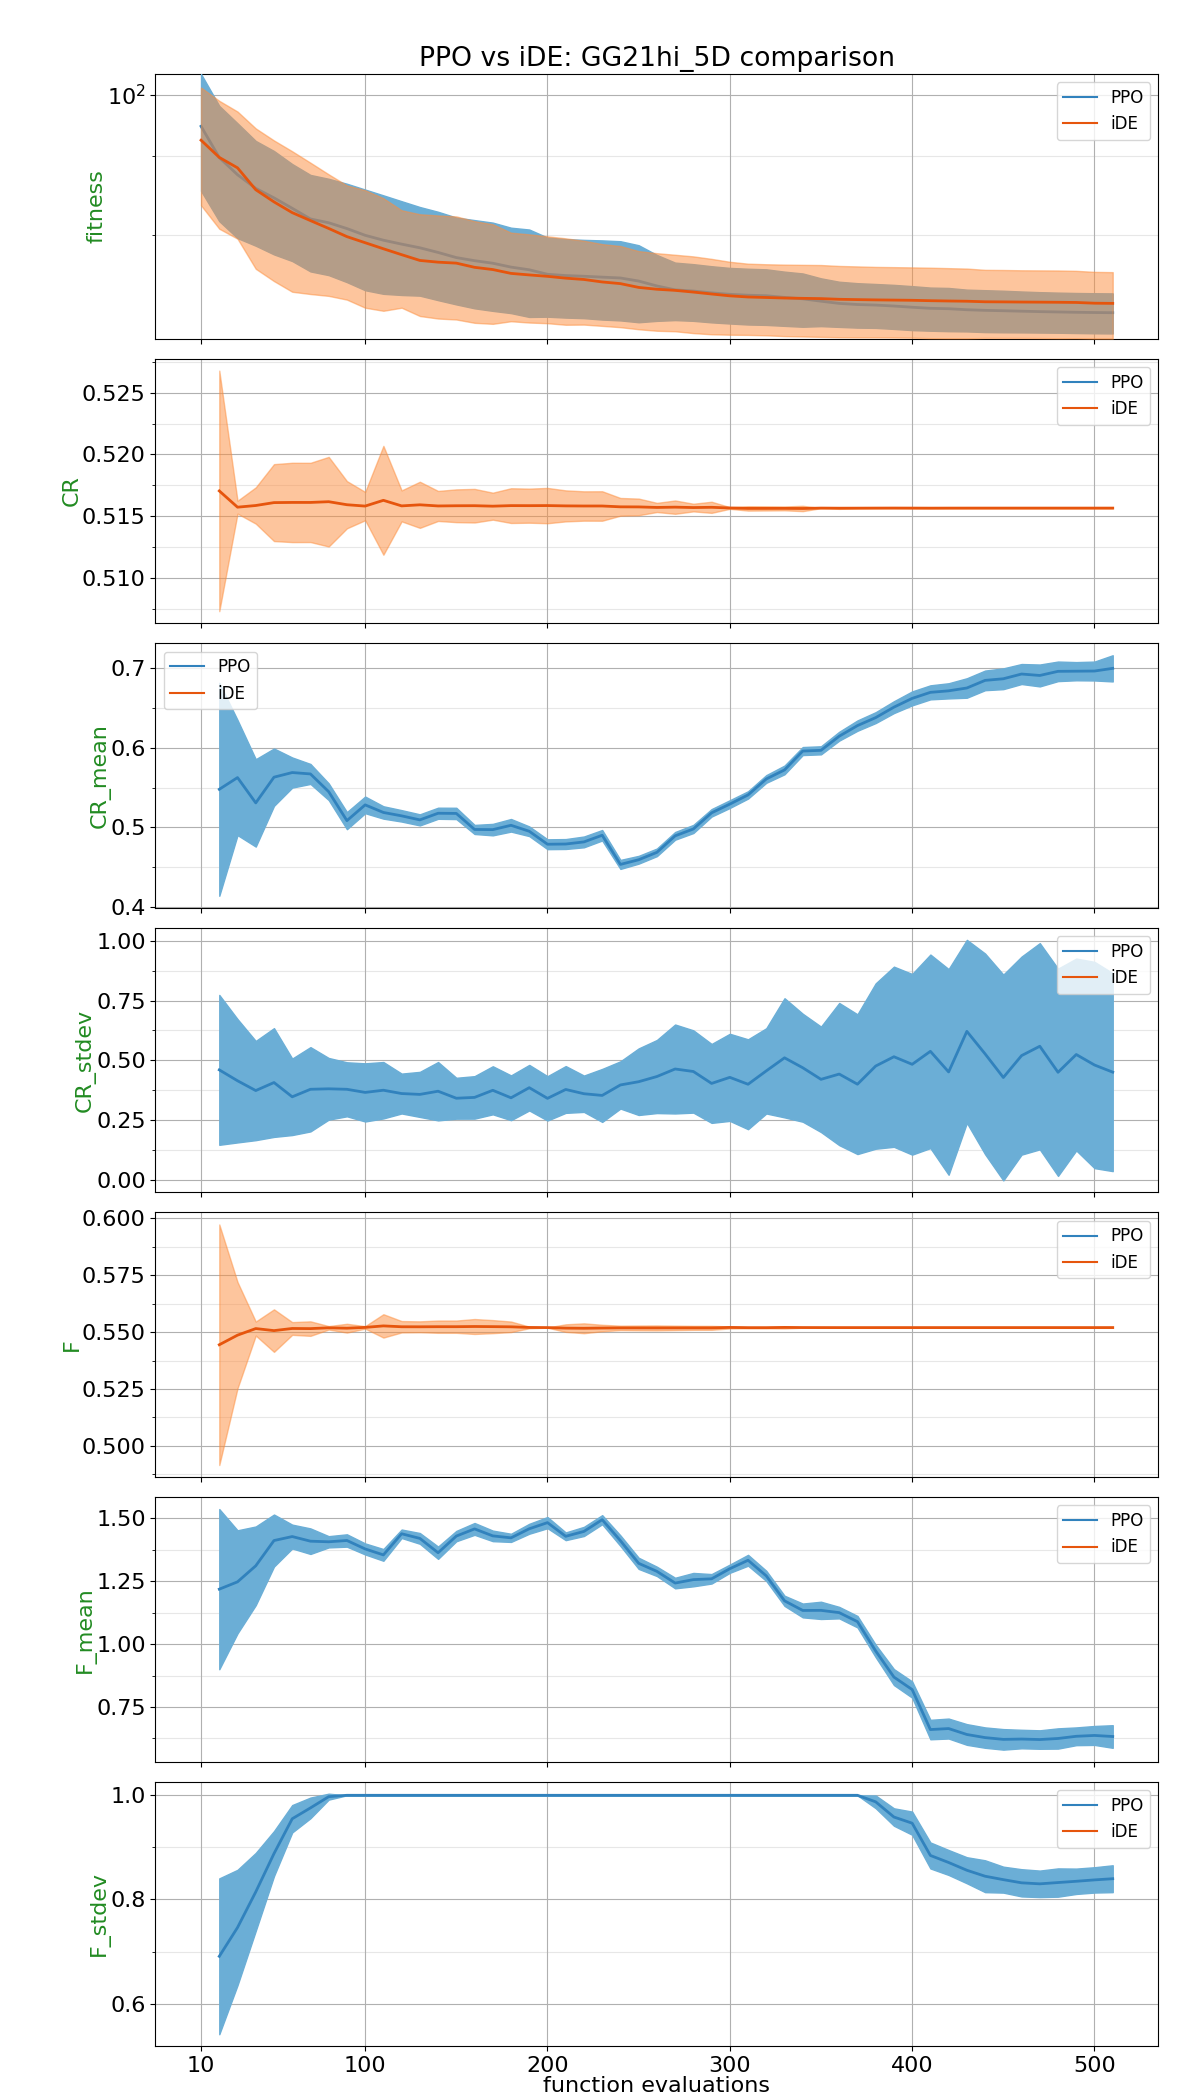 PPO vs iDE: GG21hi_5D comparison
10²
fitness
PPO
iDE
0.525
0.520
0.515
0.510
CR
PPO
iDE
0.7
0.6
0.5
0.4
CR_mean
PPO
iDE
1.00
0.75
0.50
0.25
0.00
CR_stdev
PPO
iDE
0.600
0.575
0.550
0.525
0.500
F
PPO
iDE
1.50
1.25
1.00
0.75
F_mean
PPO
iDE
1.0
0.8
0.6
F_stdev
PPO
iDE
10 100 200 300 400 500
function evaluations